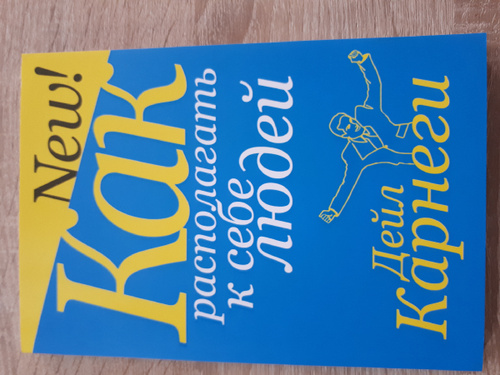 New!
Как
располагать
к себе
людей
Дейл
Карнеги